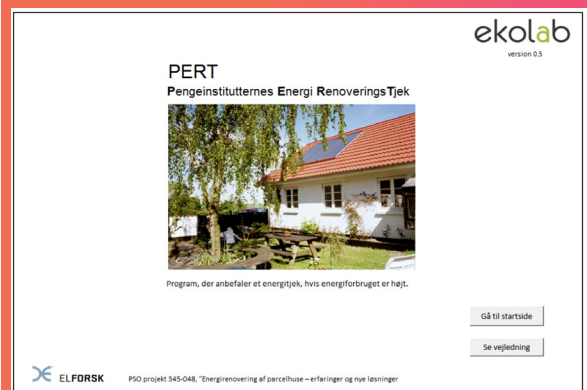 ekolab
version 0.5
PERT
Pengeinstitutternes Energi RenoveringsTjek
Program, der anbefaler et energitjek, hvis energiforbruget er højt.
Gå til startside
Se vejledning
ELFORSK
PSO projekt 345-048, "Energirenovering af parcelhuse – erfaringer og nye løsninger